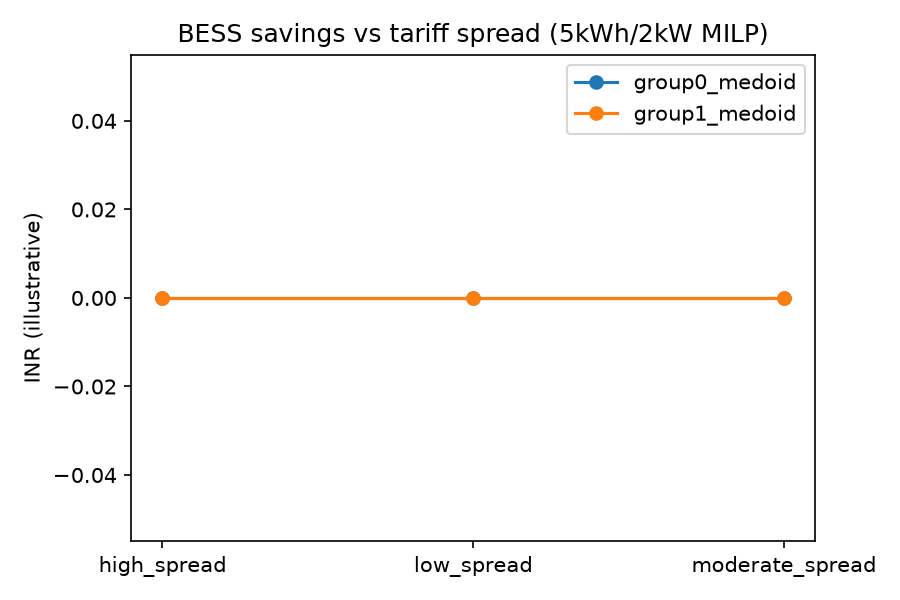 BESS savings vs tariff spread (5kWh/2kW MILP)
group0_medoid
group1_medoid
INR (illustrative)
0.04
0.02
0.00
−0.02
−0.04
high_spread
low_spread
moderate_spread